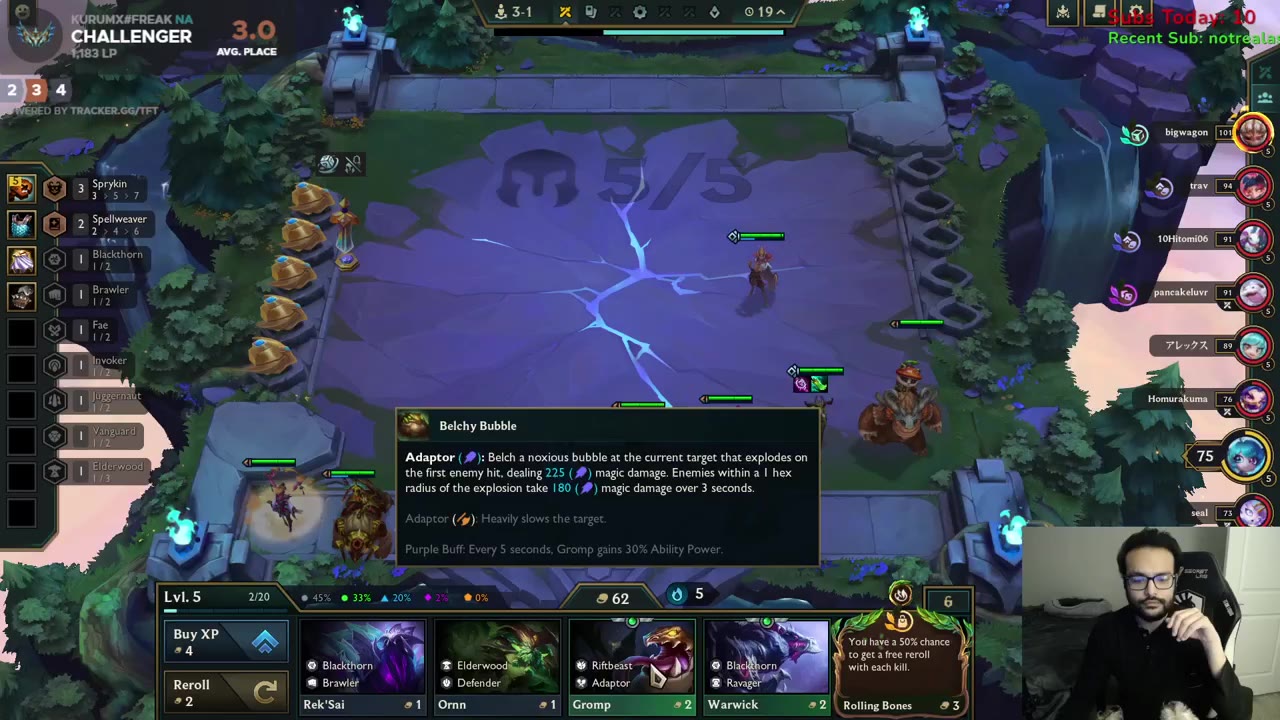 KURUMX#FREAK NA
CHALLENGER
1,183 LP
3.0
AVG. PLACE
2 3 4
POWERED BY TRACKER.GG/TFT
3-1
19
Subs Today: 10
Recent Sub: notreala
5/5
3 Sprykin
3 > 5 > 7
2 Spellweaver
2 > 4 > 6
1 Blackthorn
1 / 2
1 Brawler
1 / 2
1 Fae
1 / 2
1 Invoker
1 / 2
1 Juggernaut
1 / 2
1 Vanguard
1 / 2
1 Elderwood
1 / 3
bigwagon 101
trav 94
10Hitomi06 91
pancakeluvr 91
アレックス 89
Homurakuma 76
75
seal 73
Belchy Bubble
Adaptor ( ): Belch a noxious bubble at the current target that explodes on
the first enemy hit, dealing 225 ( ) magic damage. Enemies within a 1 hex
radius of the explosion take 180 ( ) magic damage over 3 seconds.
Adaptor ( ): Heavily slows the target.
Purple Buff: Every 5 seconds, Gromp gains 30% Ability Power.
Lvl. 5 2/20
45% 33% 20% 2% 0%
62
5
6
Buy XP
4
Reroll
2
Blackthorn
Brawler
Rek'Sai 1
Elderwood
Defender
Ornn 1
Riftbeast
Adaptor
Gromp 2
Blackthorn
Ravager
Warwick 2
You have a 50% chance
to get a free reroll
with each kill.
Rolling Bones 3